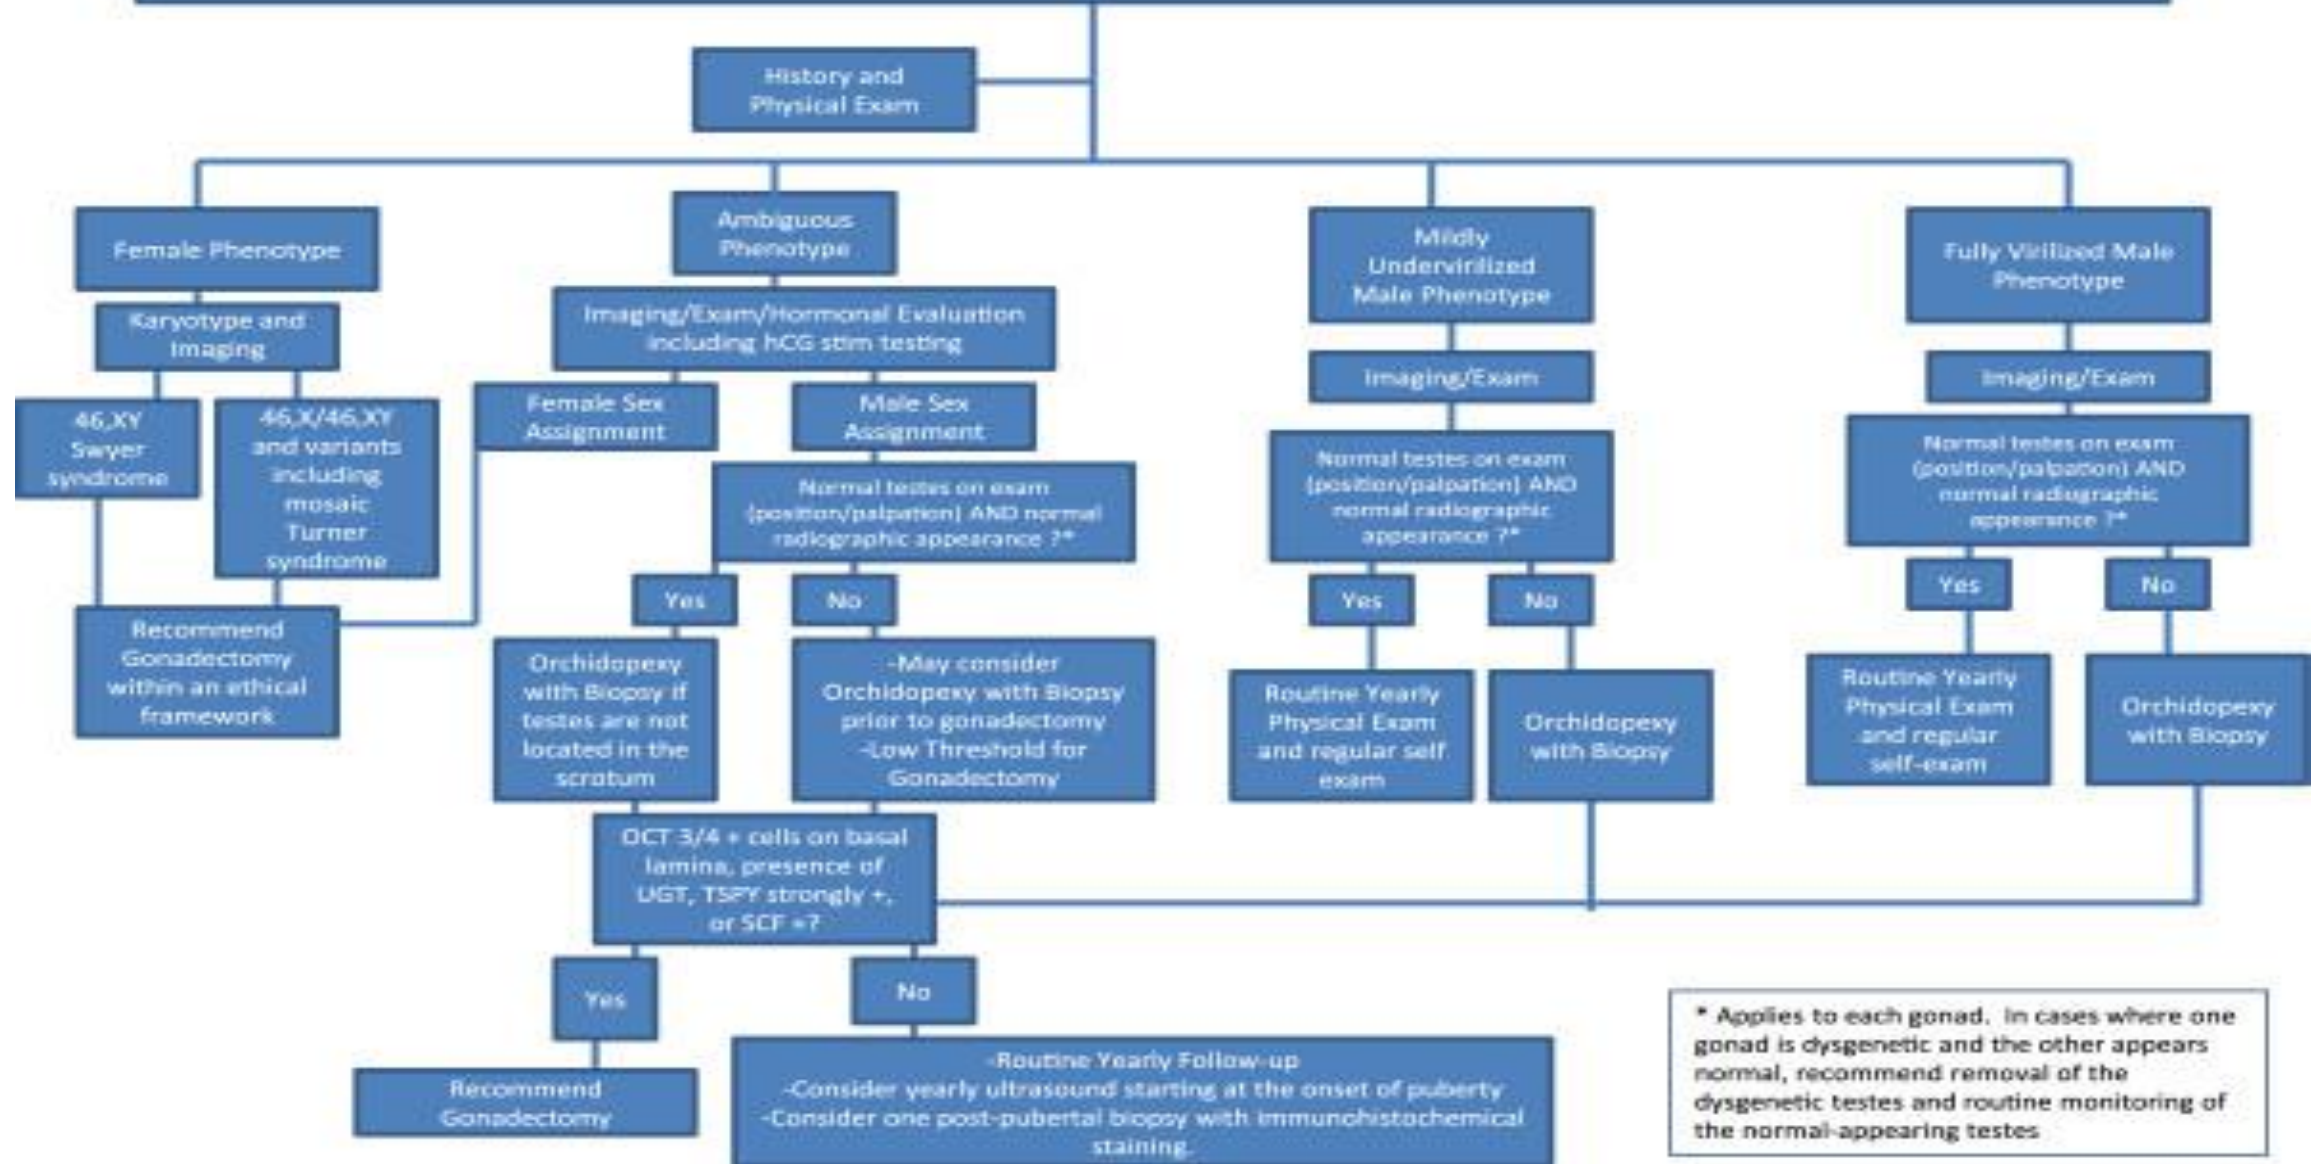 History and
Physical Exam
Female Phenotype
Karyotype and
Imaging
46,XY
Swyer
syndrome
46,X/46,XY
and variants
including
mosaic
Turner
syndrome
Recommend
Gonadectomy
within an ethical
framework
Ambiguous
Phenotype
Imaging/Exam/Hormonal Evaluation
including hCG stim testing
Female Sex
Assignment
Male Sex
Assignment
Normal testes on exam
(position/palpation) AND normal
radiographic appearance ?*
Yes
No
Orchidopexy
with Biopsy if
testes are not
located in the
scrotum
-May consider
Orchidopexy with Biopsy
prior to gonadectomy
-Low Threshold for
Gonadectomy
OCT 3/4 + cells on basal
lamina, presence of
UGT, TSPY strongly +,
or SCF +?
Yes
No
Recommend
Gonadectomy
-Routine Yearly Follow-up
-Consider yearly ultrasound starting at the onset of puberty
-Consider one post-pubertal biopsy with immunohistochemical
staining.
Mildly
Undervirilized
Male Phenotype
Imaging/Exam
Normal testes on exam
(position/palpation) AND
normal radiographic
appearance ?*
Yes
No
Routine Yearly
Physical Exam
and regular self
exam
Orchidopexy
with Biopsy
Fully Virilized Male
Phenotype
Imaging/Exam
Normal testes on exam
(position/palpation) AND
normal radiographic
appearance ?*
Yes
No
Routine Yearly
Physical Exam
and regular
self-exam
Orchidopexy
with Biopsy
* Applies to each gonad. In cases where one
gonad is dysgenetic and the other appears
normal, recommend removal of the
dysgenetic testes and routine monitoring of
the normal-appearing testes